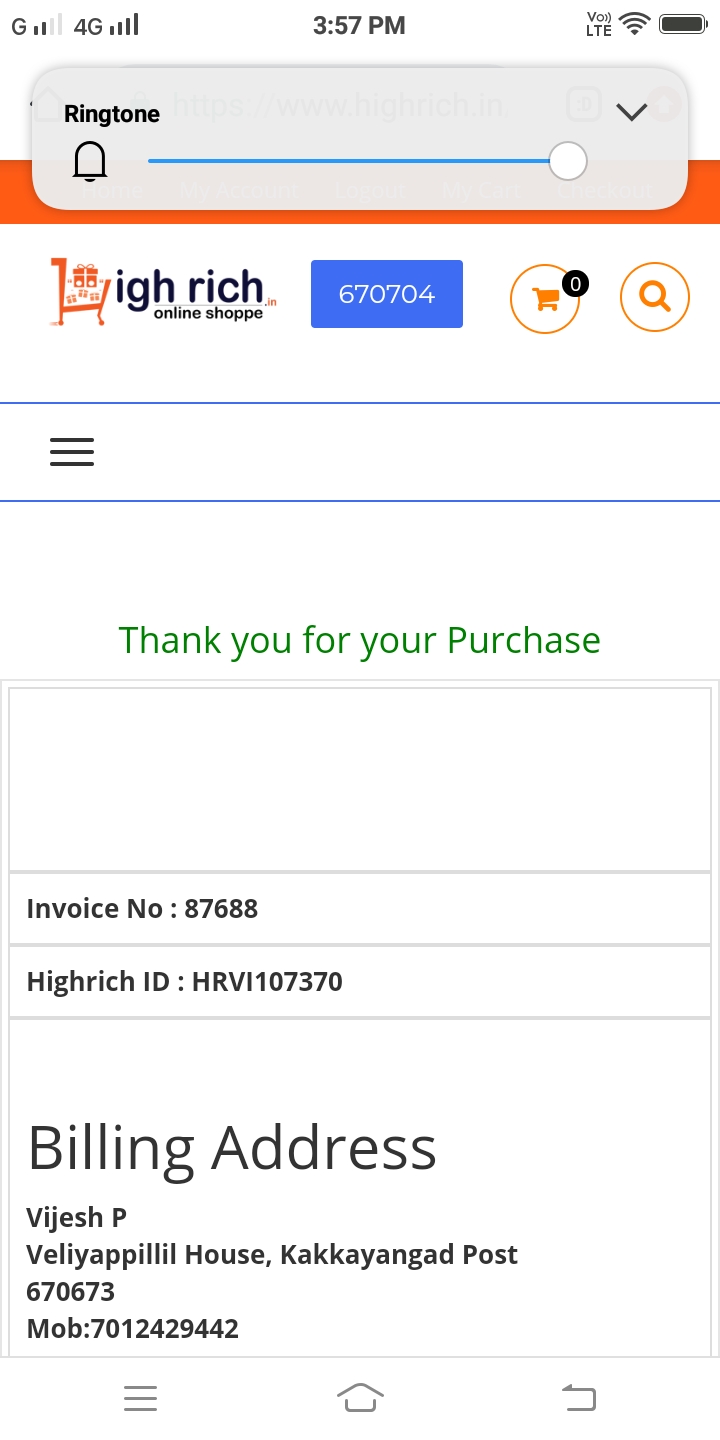 G 4G 3:57 PM Vo)) LTE
https://www.highrich.in
:D
Ringtone
Home My Account Logout My Cart Checkout
igh rich.in
online shoppe
670704
0
Thank you for your Purchase
Invoice No : 87688
Highrich ID : HRVI107370
Billing Address
Vijesh P
Veliyappillil House, Kakkayangad Post
670673
Mob:7012429442